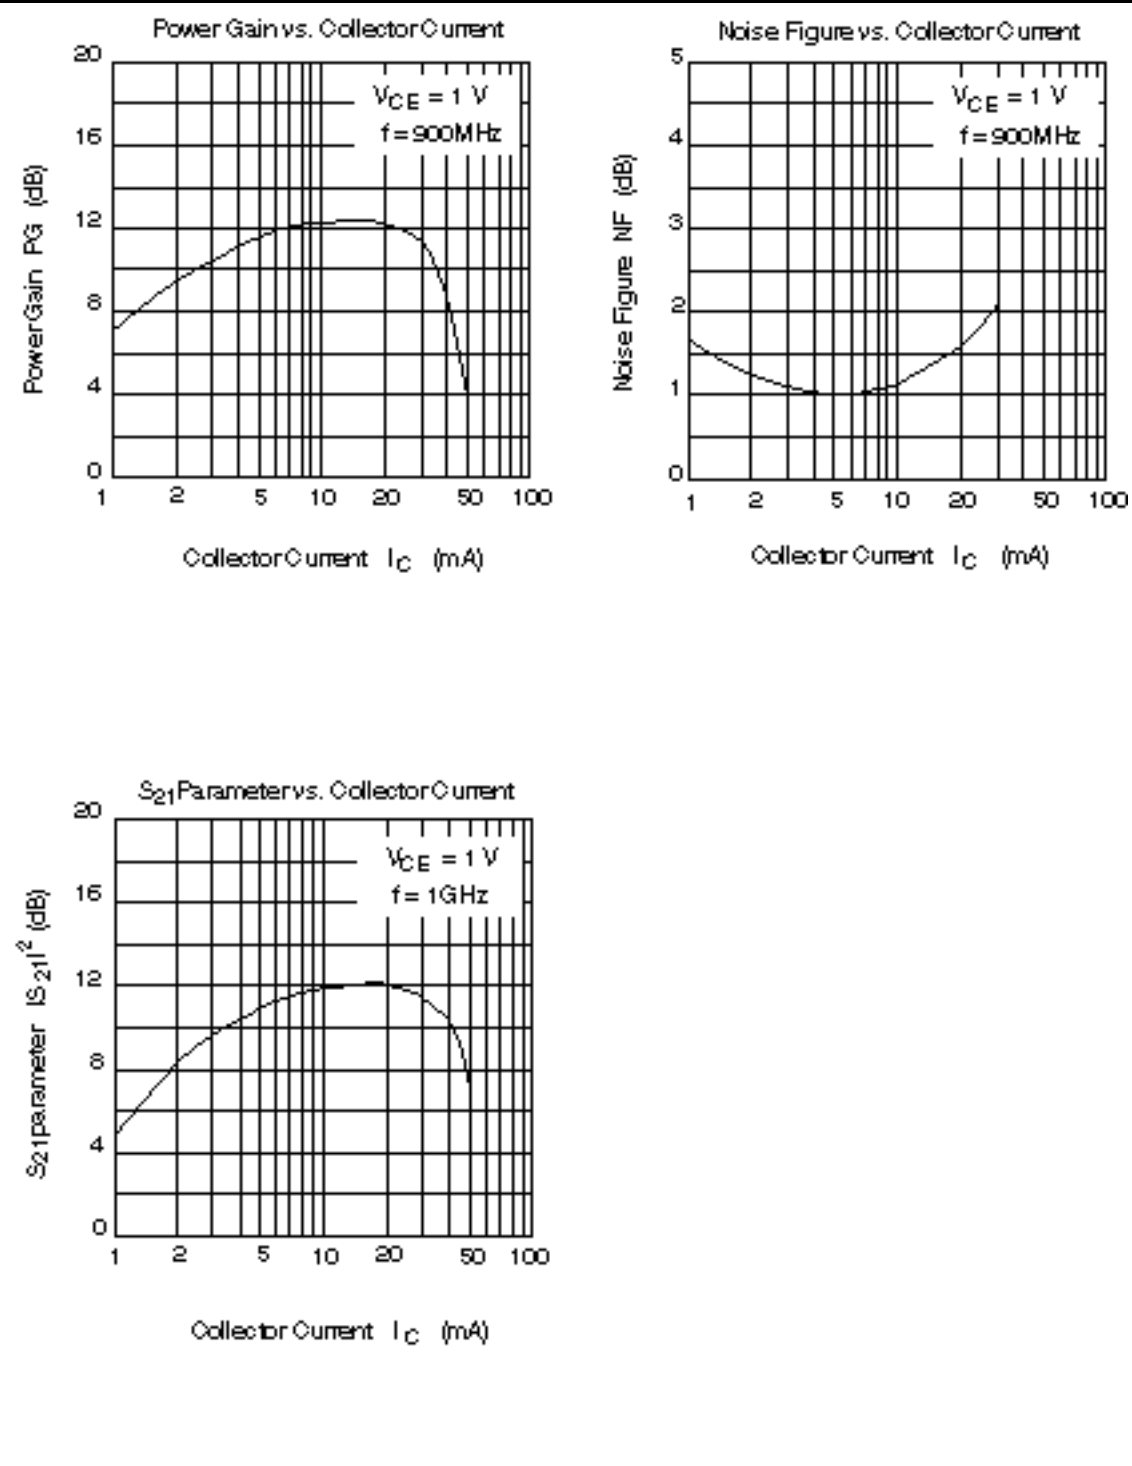 Power Gain vs. Collector Current
20
16
12
8
4
0
Power Gain PG (dB)
VCE = 1 V
f = 900MHz
1 2 5 10 20 50 100
Collector Current IC (mA)
Noise Figure vs. Collector Current
5
4
3
2
1
0
Noise Figure NF (dB)
VCE = 1 V
f = 900MHz
1 2 5 10 20 50 100
Collector Current IC (mA)
S21 Parameter vs. Collector Current
20
16
12
8
4
0
S21 parameter IS21I² (dB)
VCE = 1 V
f = 1GHz
1 2 5 10 20 50 100
Collector Current IC (mA)